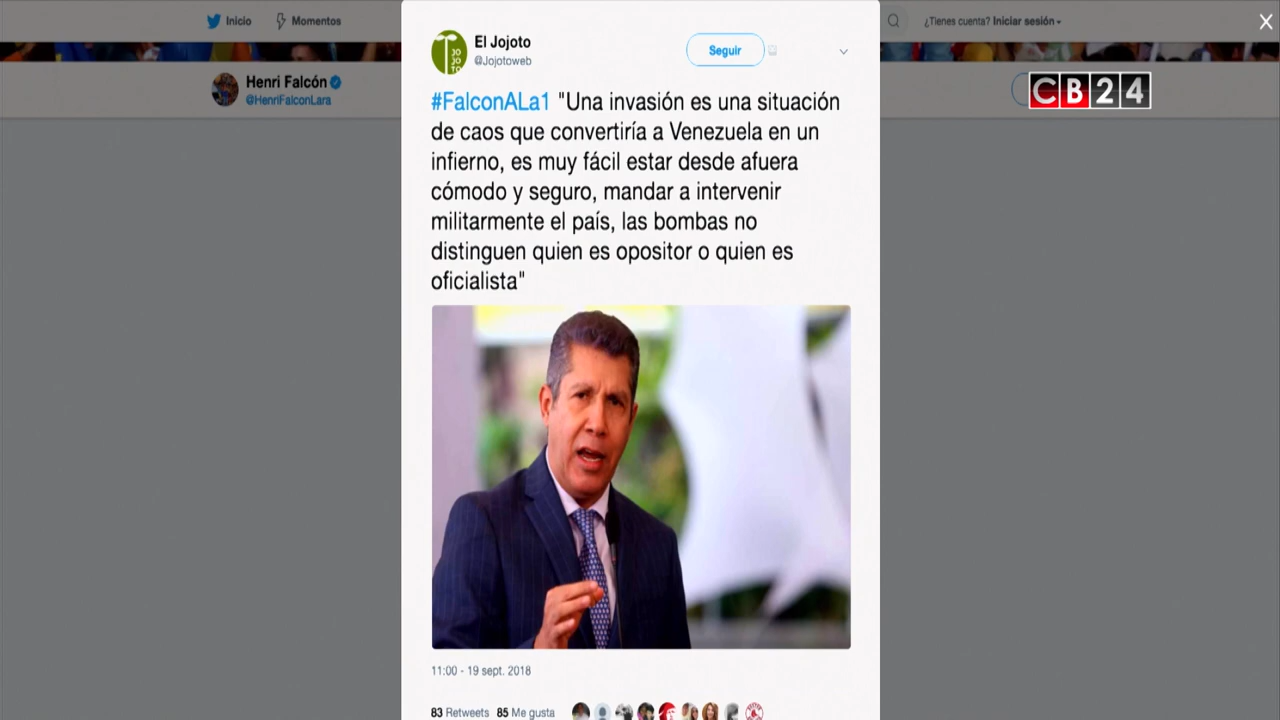 Inicio
Momentos
¿Tienes cuenta? Iniciar sesión
Henri Falcón
@HenriFalconLara
CB24
El Jojoto
@Jojotoweb
Seguir
JO
JO
TO
#FalconALa1 "Una invasión es una situación
de caos que convertiría a Venezuela en un
infierno, es muy fácil estar desde afuera
cómodo y seguro, mandar a intervenir
militarmente el país, las bombas no
distinguen quien es opositor o quien es
oficialista"
11:00 - 19 sept. 2018
83 Retweets 85 Me gusta